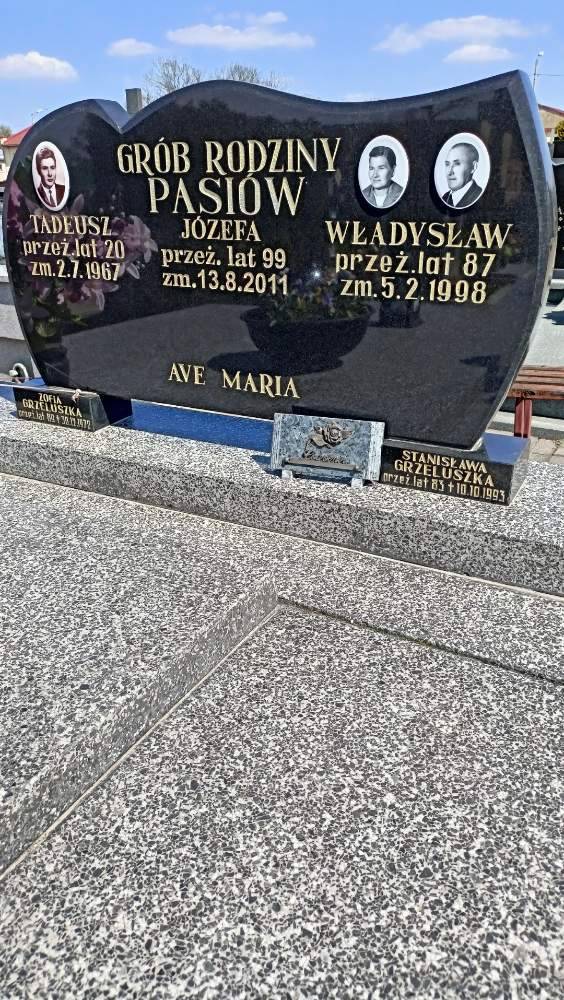 GRÓB RODZINY
PASIÓW
TADEUSZ
przeż. lat 20
zm. 2.7.1967
JÓZEFA
przeż. lat 99
zm. 13.8.2011
WŁADYSŁAW
przeż. lat 87
zm. 5.2.1998
AVE MARIA
ZOFIA
GRZELUSZKA
przeż. lat
STANISŁAWA
GRZELUSZKA
przeż. lat 83 + 10.10.1993